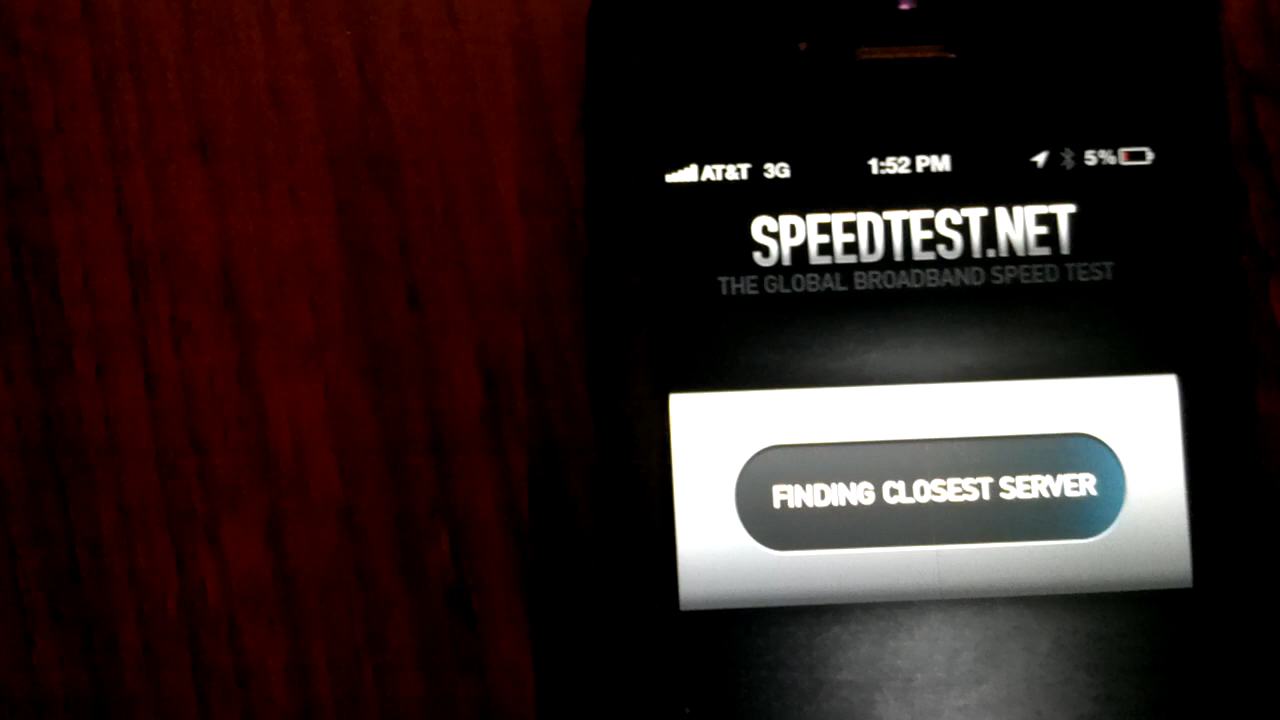 AT&T 3G 1:52 PM 5%
SPEEDTEST.NET
THE GLOBAL BROADBAND SPEED TEST
FINDING CLOSEST SERVER